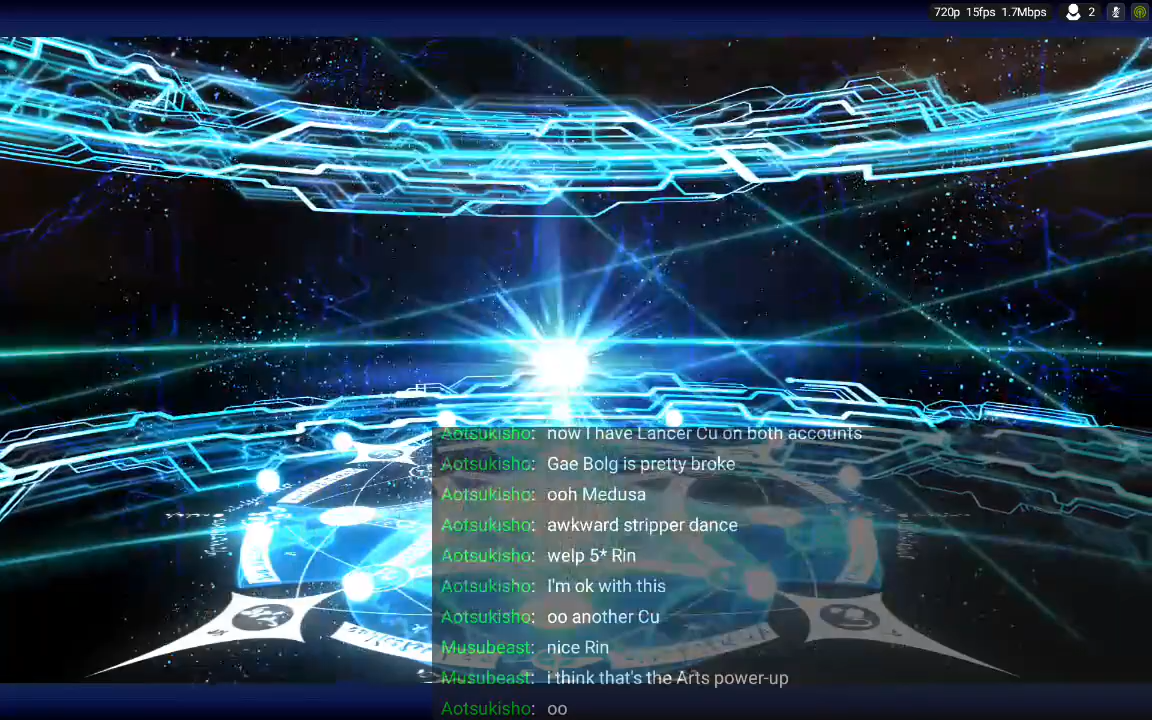 720p 15fps 1.7Mbps 2
Aotsukisho: now I have Lancer Cu on both accounts
Aotsukisho: Gae Bolg is pretty broke
Aotsukisho: ooh Medusa
Aotsukisho: awkward stripper dance
Aotsukisho: welp 5* Rin
Aotsukisho: I'm ok with this
Aotsukisho: oo another Cu
Musubeast: nice Rin
Musubeast: i think that's the Arts power-up
Aotsukisho: oo